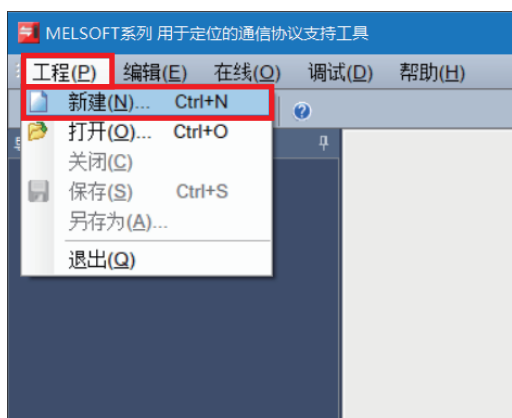 MELSOFT系列 用于定位的通信协议支持工具
工程(P) 编辑(E) 在线(O) 调试(D) 帮助(H)
新建(N)... Ctrl+N
打开(O)... Ctrl+O
关闭(C)
保存(S) Ctrl+S
另存为(A)...
退出(Q)